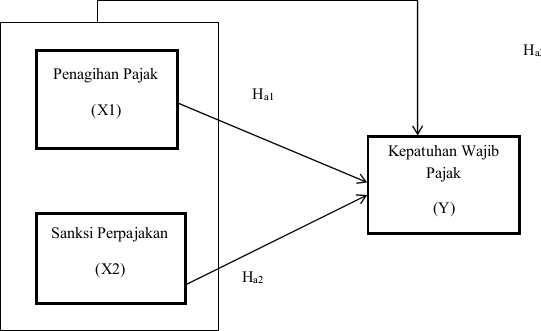 Penagihan Pajak
(X1)
Ha1
Kepatuhan Wajib
Pajak
(Y)
Sanksi Perpajakan
(X2)
Ha2